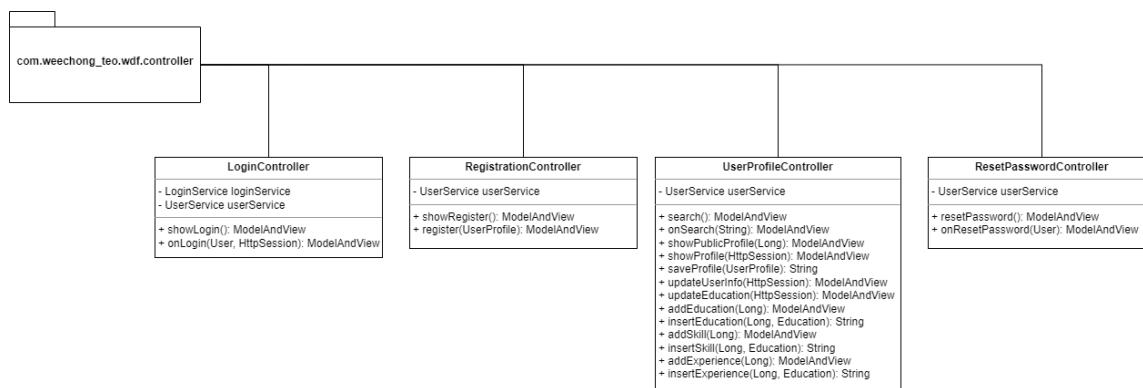 com.weechong_teo.wdf.controller
LoginController
- LoginService loginService
- UserService userService
+ showLogin(): ModelAndView
+ onLogin(User, HttpSession): ModelAndView
RegistrationController
- UserService userService
+ showRegister(): ModelAndView
+ register(UserProfile): ModelAndView
UserProfileController
- UserService userService
+ search(): ModelAndView
+ onSearch(String): ModelAndView
+ showPublicProfile(Long): ModelAndView
+ showProfile(HttpSession): ModelAndView
+ saveProfile(UserProfile): String
+ updateUserInfo(HttpSession): ModelAndView
+ updateEducation(HttpSession): ModelAndView
+ addEducation(Long): ModelAndView
+ insertEducation(Long, Education): String
+ addSkill(Long): ModelAndView
+ insertSkill(Long, Education): String
+ addExperience(Long): ModelAndView
+ insertExperience(Long, Education): String
ResetPasswordController
- UserService userService
+ resetPassword(): ModelAndView
+ onResetPassword(User): ModelAndView